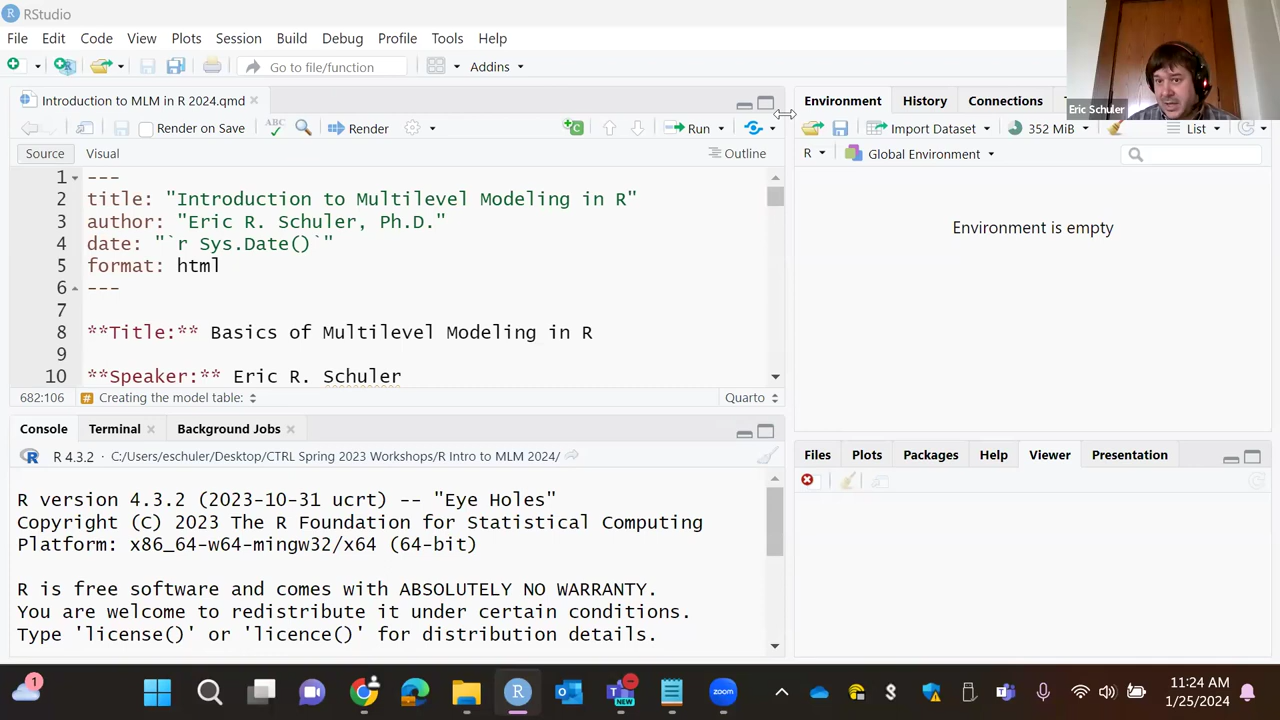 RStudio
File Edit Code View Plots Session Build Debug Profile Tools Help
Go to file/function Addins
Eric Schuler
Introduction to MLM in R 2024.qmd
Render on Save ABC Render Run
Source Visual Outline
1 ---
2 title: "Introduction to Multilevel Modeling in R"
3 author: "Eric R. Schuler, Ph.D."
4 date: "`r Sys.Date()`"
5 format: html
6 ---
7
8 **Title:** Basics of Multilevel Modeling in R
9
10 **Speaker:** Eric R. Schuler
682:106 # Creating the model table: Quarto
Console Terminal Background Jobs
R 4.3.2 · C:/Users/eschuler/Desktop/CTRL Spring 2023 Workshops/R Intro to MLM 2024/
R version 4.3.2 (2023-10-31 ucrt) -- "Eye Holes"
Copyright (C) 2023 The R Foundation for Statistical Computing
Platform: x86_64-w64-mingw32/x64 (64-bit)
R is free software and comes with ABSOLUTELY NO WARRANTY.
You are welcome to redistribute it under certain conditions.
Type 'license()' or 'licence()' for distribution details.
Environment History Connections
Import Dataset 352 MiB List
R Global Environment
Environment is empty
Files Plots Packages Help Viewer Presentation
1
NEW
zoom
11:24 AM
1/25/2024